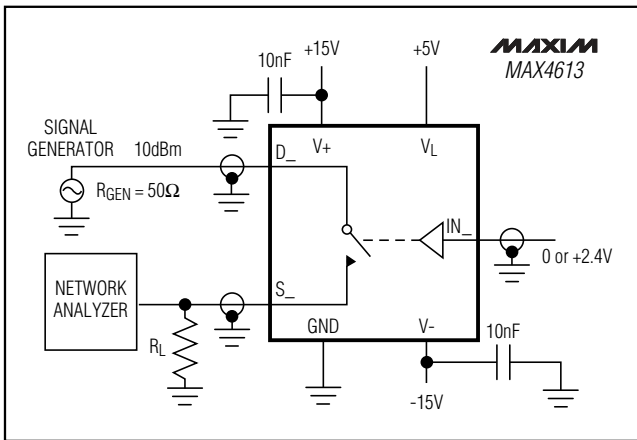 +15V
+5V
MAXIM
MAX4613
10nF
SIGNAL
GENERATOR
10dBm
D_
V+
VL
RGEN = 50Ω
IN_
0 or +2.4V
NETWORK
ANALYZER
S_
RL
GND
V-
10nF
-15V